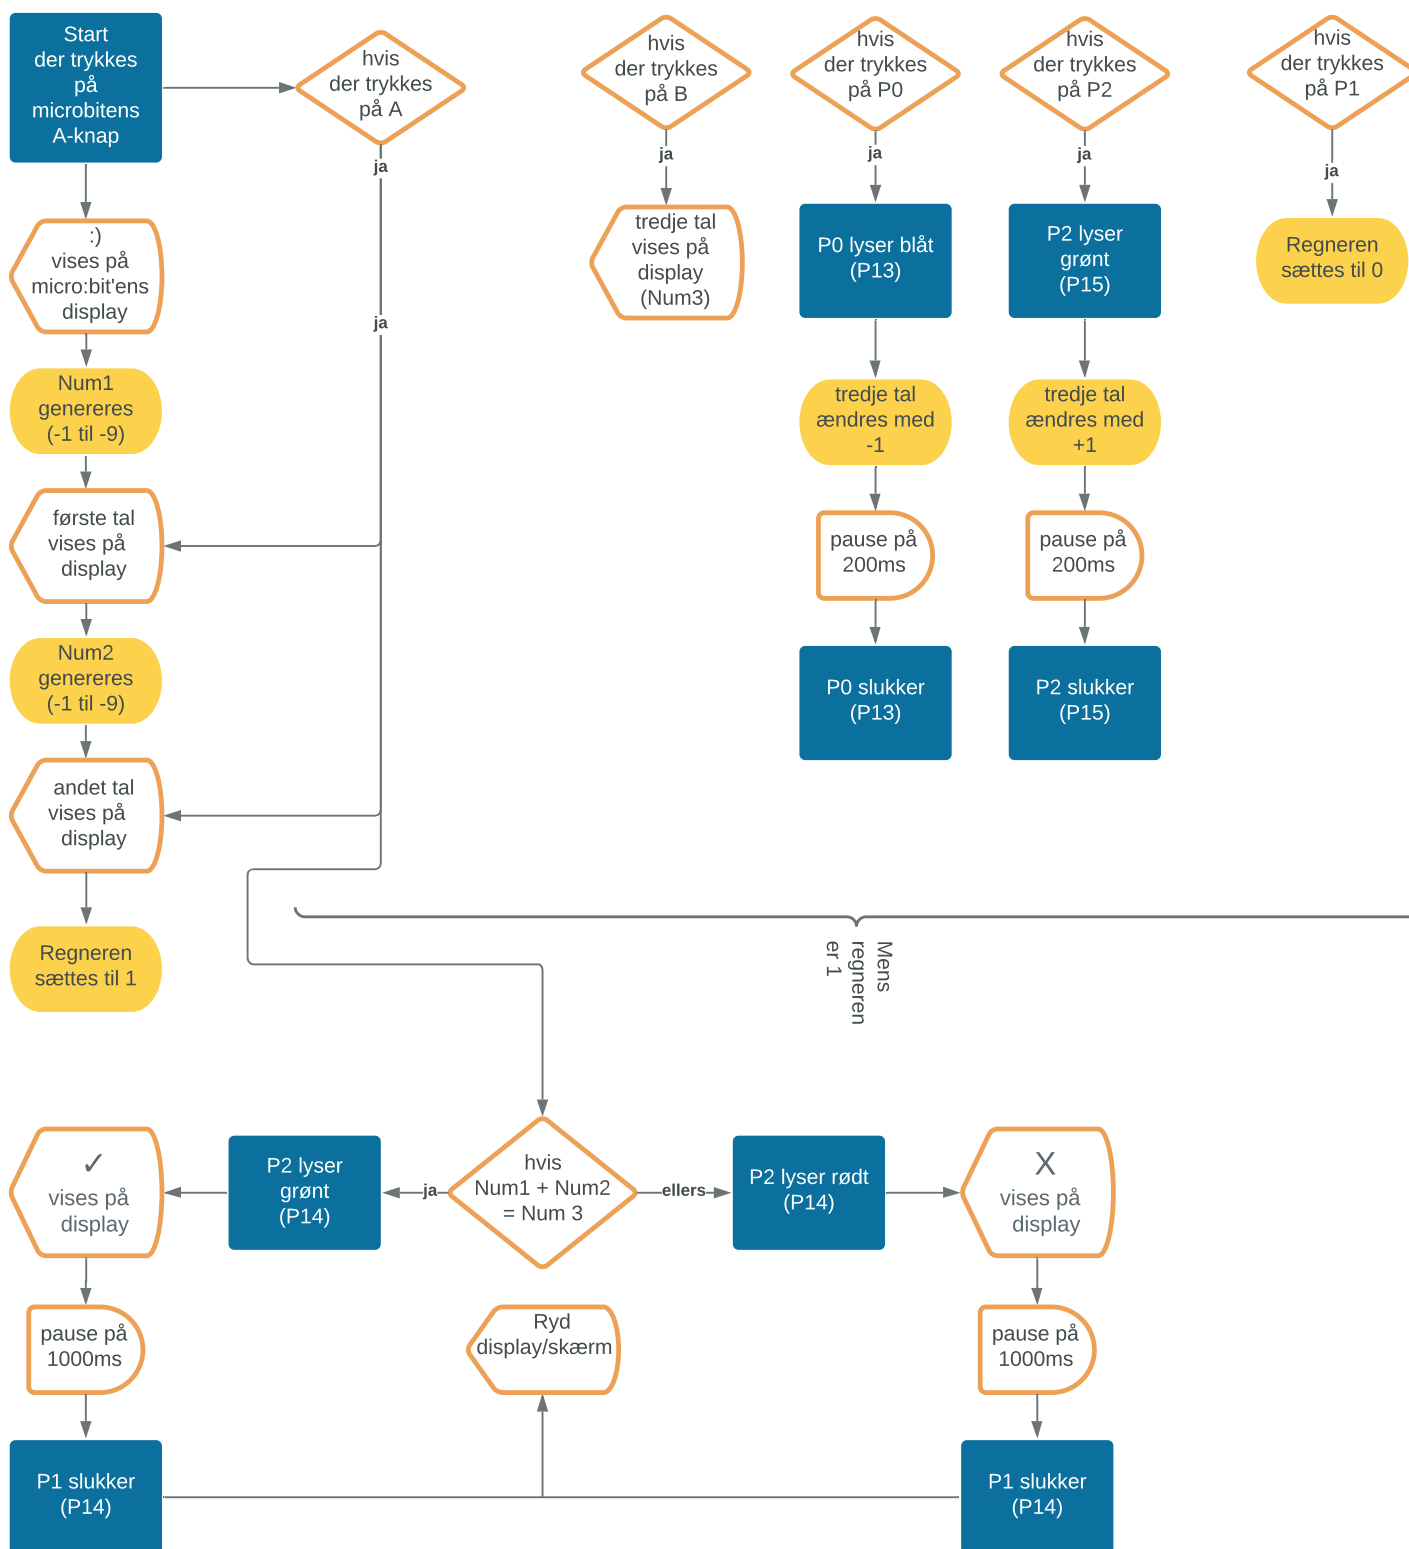 Start
der trykkes
på
microbitens
A-knap
hvis
der trykkes
på A
hvis
der trykkes
på B
hvis
der trykkes
på P0
hvis
der trykkes
på P2
hvis
der trykkes
på P1
ja
ja
ja
ja
ja
ja
:)
vises på
micro:bit'ens
display
tredje tal
vises på
display
(Num3)
P0 lyser blåt
(P13)
P2 lyser
grønt
(P15)
Regneren
sættes til 0
Num1
genereres
(-1 til -9)
tredje tal
ændres med
-1
tredje tal
ændres med
+1
første tal
vises på
display
pause på
200ms
pause på
200ms
Num2
genereres
(-1 til -9)
P0 slukker
(P13)
P2 slukker
(P15)
andet tal
vises på
display
Regneren
sættes til 1
Mens
regneren
er 1
✓
vises på
display
P2 lyser
grønt
(P14)
ja
hvis
Num1 + Num2
= Num 3
ellers
P2 lyser rødt
(P14)
X
vises på
display
pause på
1000ms
Ryd
display/skærm
pause på
1000ms
P1 slukker
(P14)
P1 slukker
(P14)